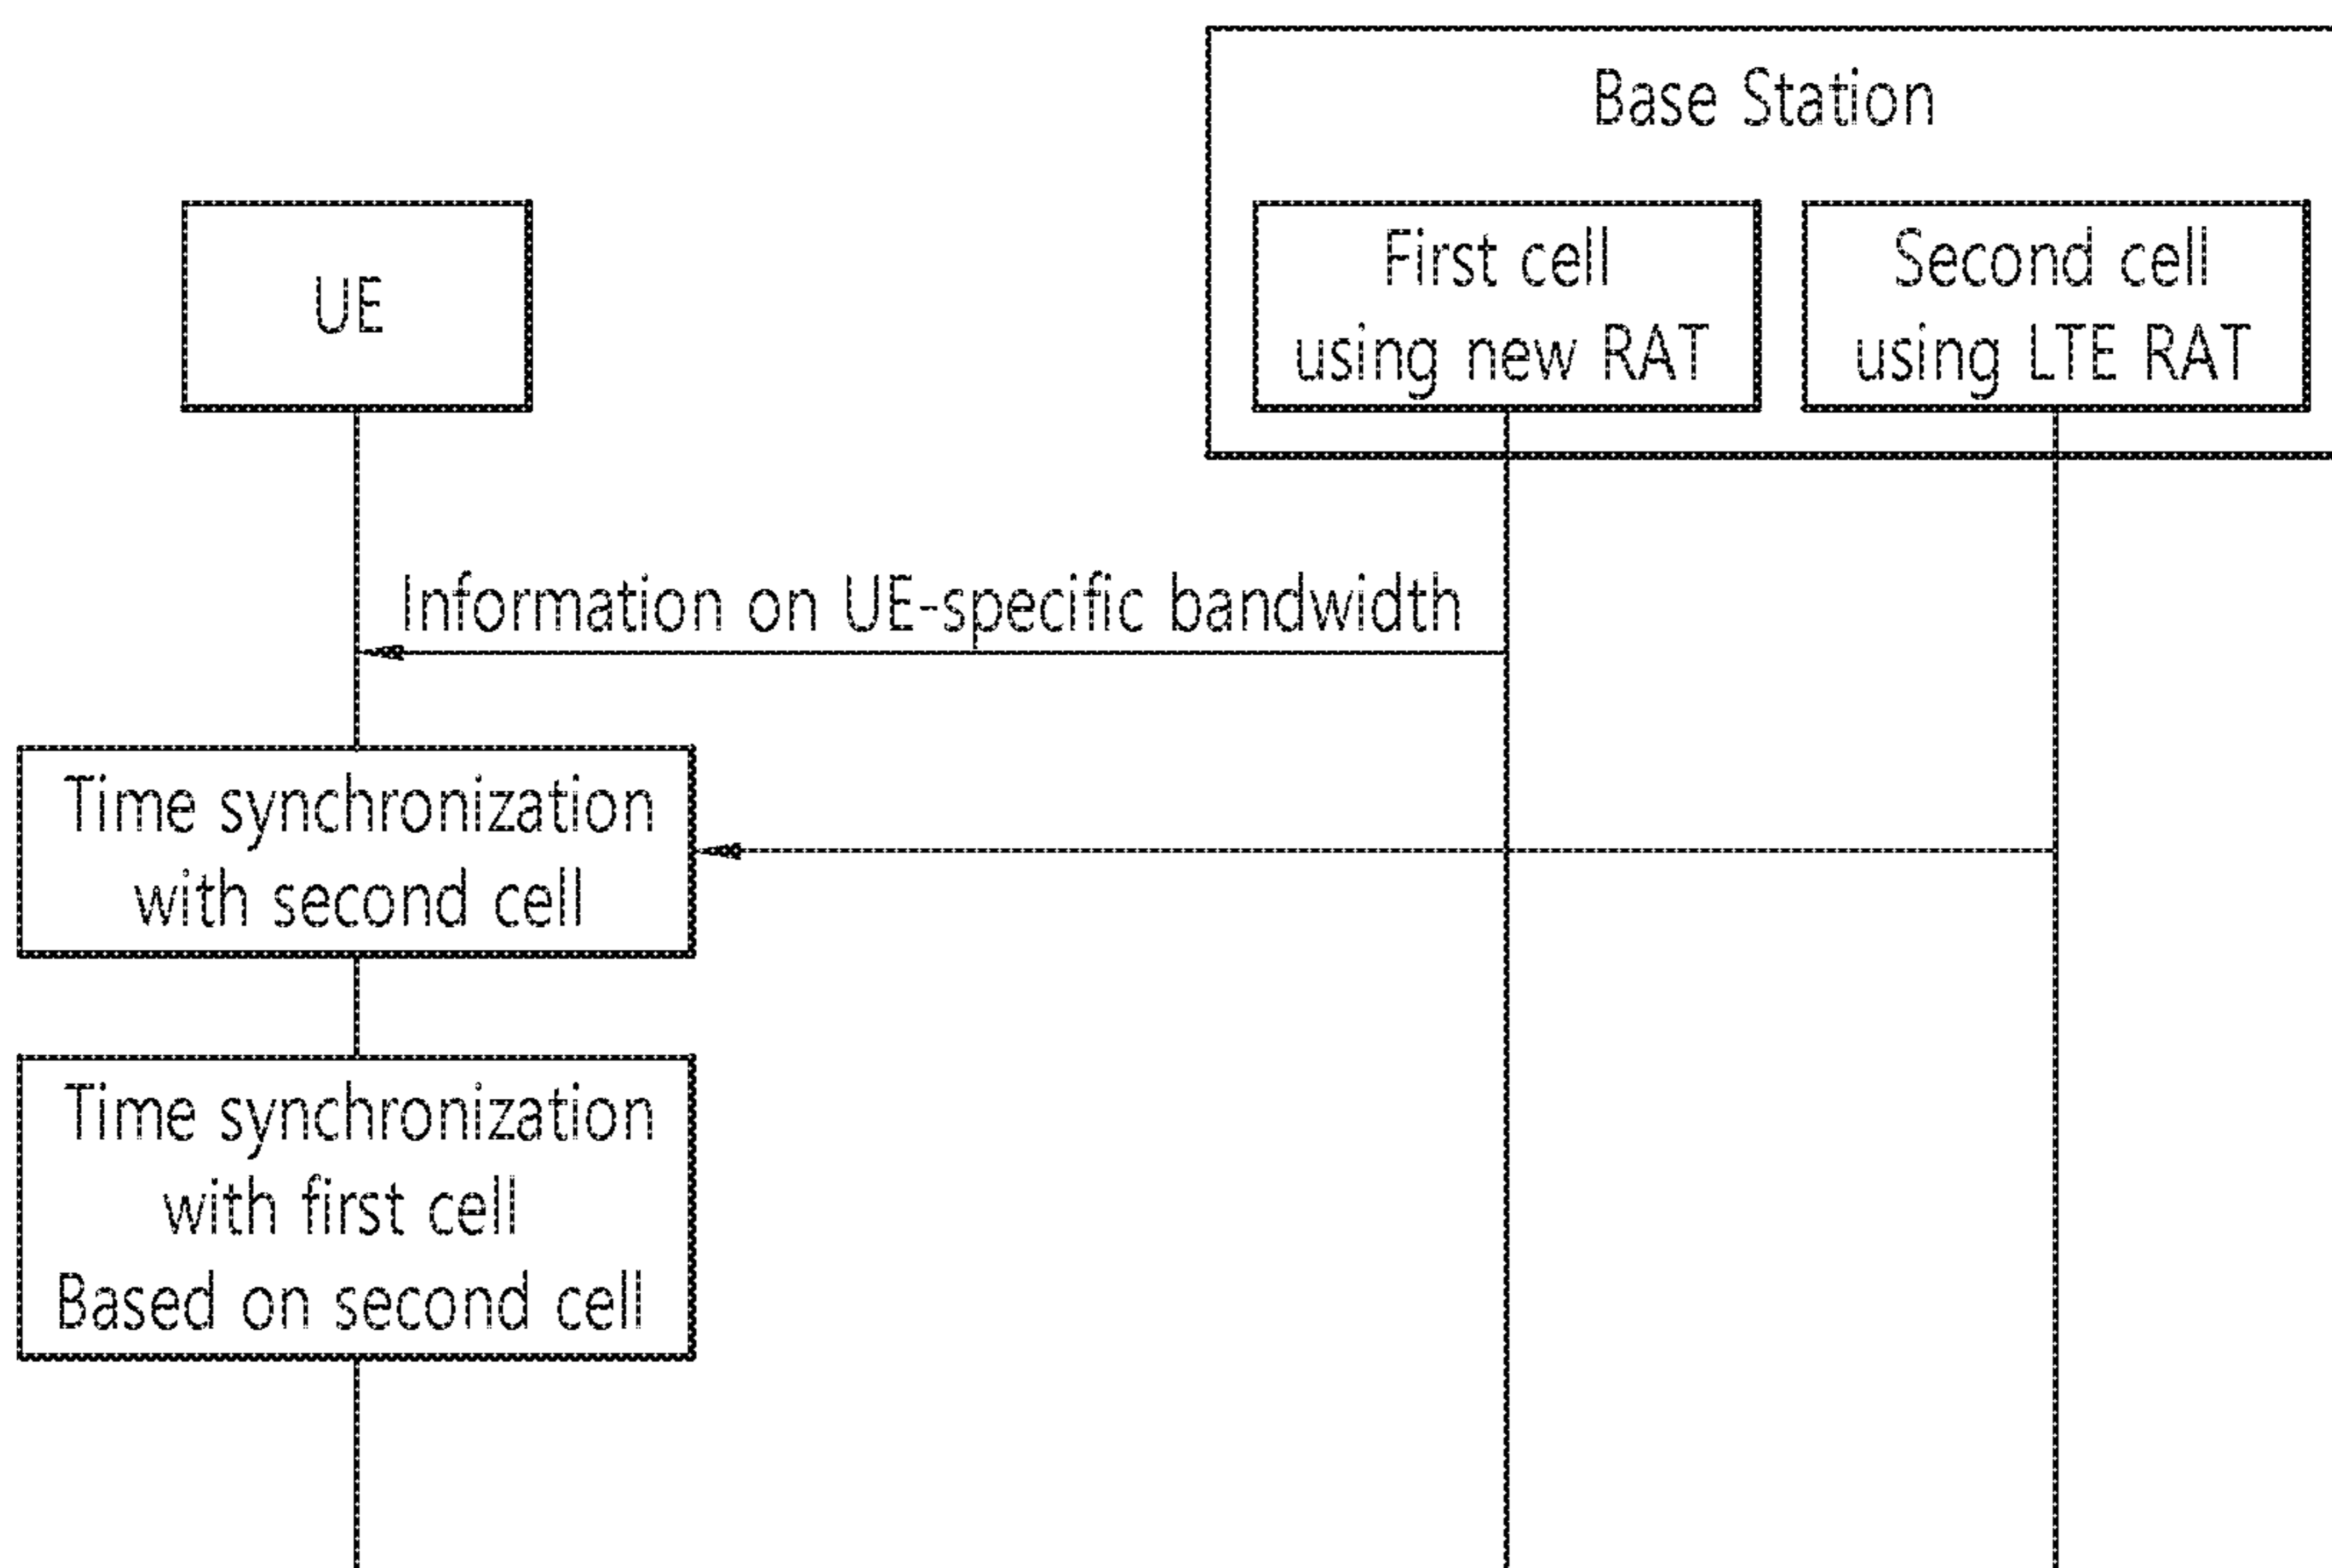 Base Station
UE
First cell
using new RAT
Second cell
using LTE RAT
Information on UE-specific bandwidth
Time synchronization
with second cell
Time synchronization
with first cell
Based on second cell